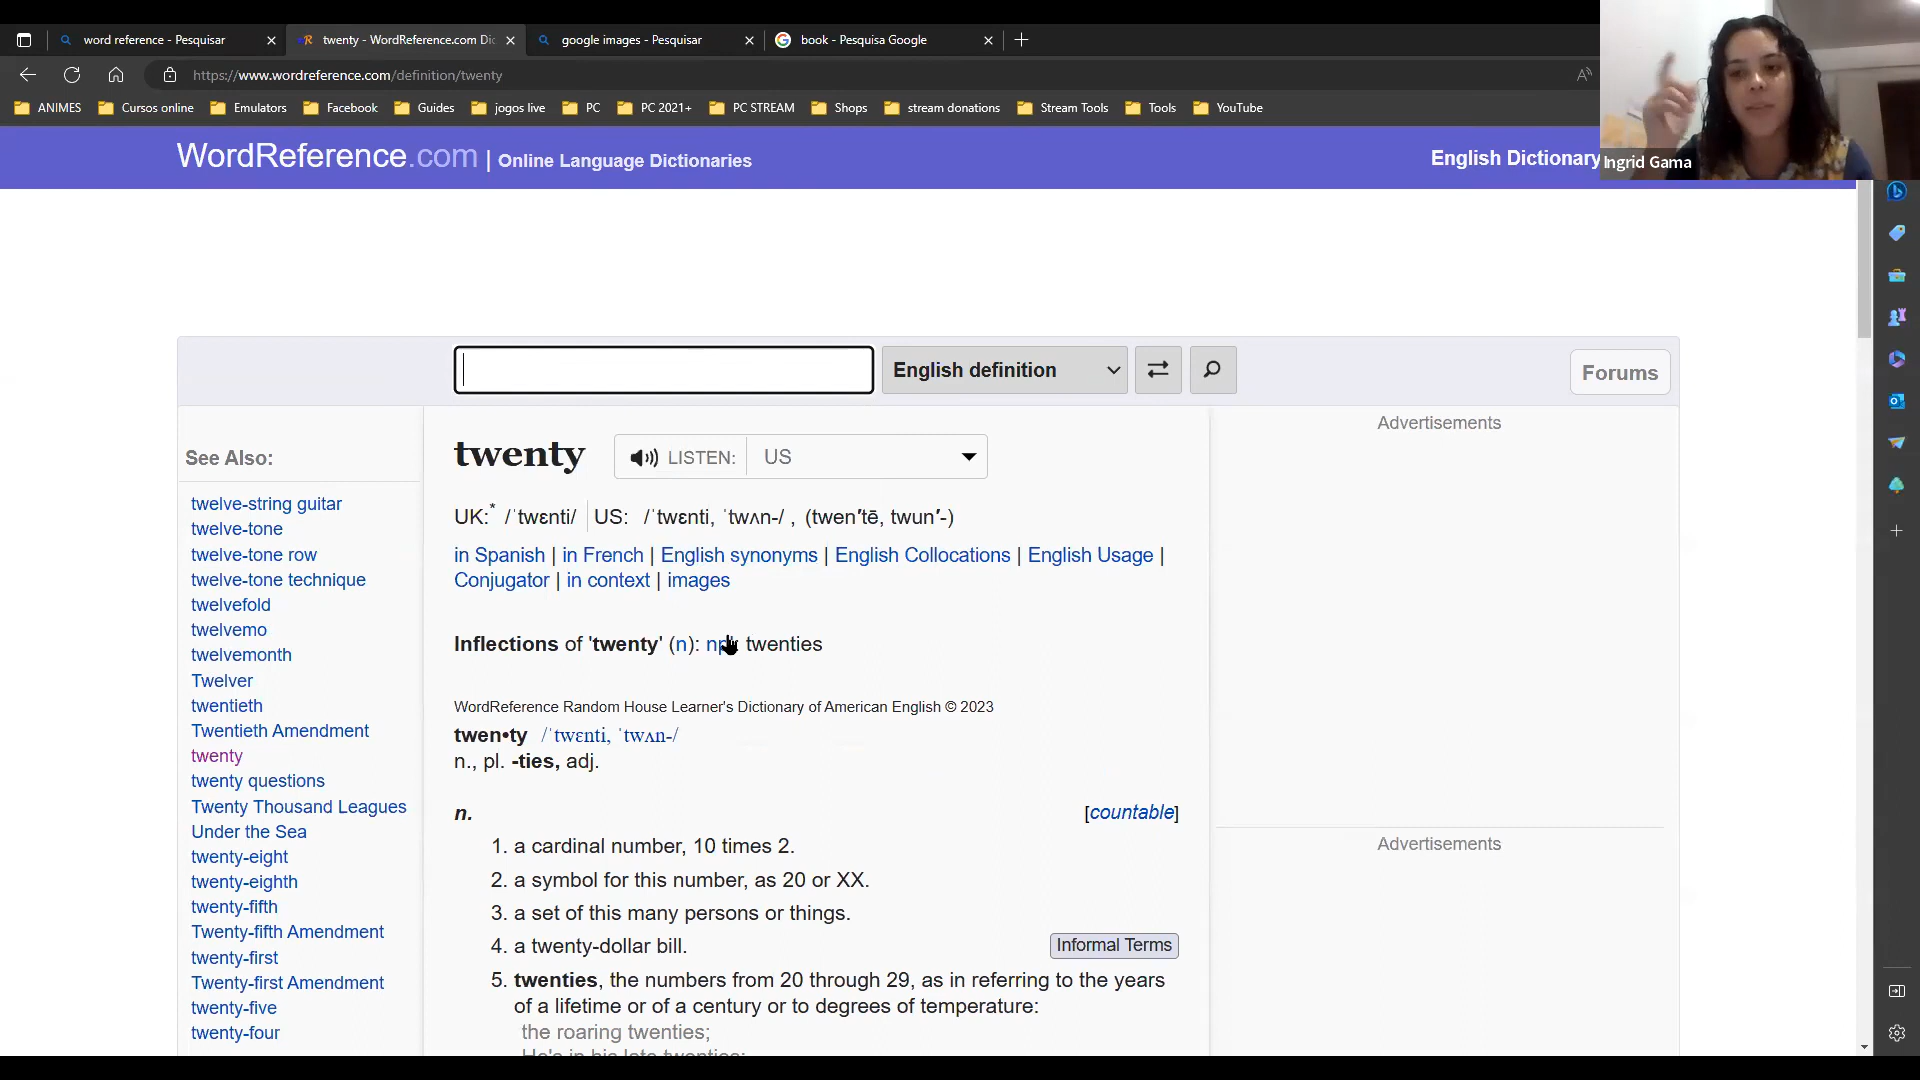 word reference - Pesquisar
twenty - WordReference.com Dic
google images - Pesquisar
book - Pesquisa Google
https://www.wordreference.com/definition/twenty
ANIMES
Cursos online
Emulators
Facebook
Guides
jogos live
PC
PC 2021+
PC STREAM
Shops
stream donations
Stream Tools
Tools
YouTube
Ingrid Gama
WordReference.com | Online Language Dictionaries
English Dictionary
English definition
Forums
See Also:
twelve-string guitar
twelve-tone
twelve-tone row
twelve-tone technique
twelvefold
twelvemo
twelvemonth
Twelver
twentieth
Twentieth Amendment
twenty
twenty questions
Twenty Thousand Leagues
Under the Sea
twenty-eight
twenty-eighth
twenty-fifth
Twenty-fifth Amendment
twenty-first
Twenty-first Amendment
twenty-five
twenty-four
twenty
LISTEN: US
UK:* /ˈtwɛnti/ US: /ˈtwɛnti, ˈtwʌn-/ , (twen′tē, twun′-)
in Spanish | in French | English synonyms | English Collocations | English Usage |
Conjugator | in context | images
Inflections of 'twenty' (n): twenties
WordReference Random House Learner's Dictionary of American English © 2023
twen•ty /ˈtwɛnti, ˈtwʌn-/
n., pl. -ties, adj.
n. [countable]
1. a cardinal number, 10 times 2.
2. a symbol for this number, as 20 or XX.
3. a set of this many persons or things.
4. a twenty-dollar bill. Informal Terms
5. twenties, the numbers from 20 through 29, as in referring to the years
of a lifetime or of a century or to degrees of temperature:
the roaring twenties;
He's in his late twenties;
Advertisements
Advertisements